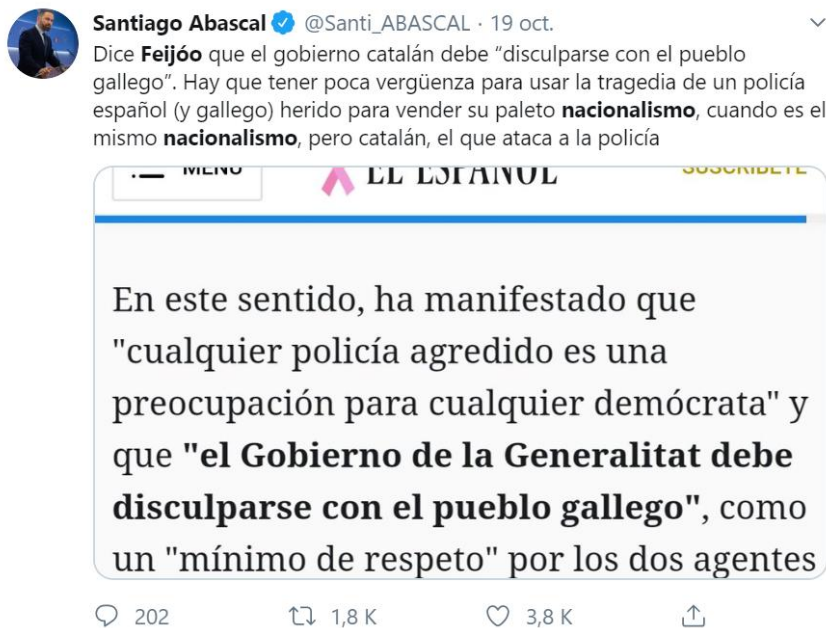 Santiago Abascal @Santi_ABASCAL · 19 oct.
Dice Feijóo que el gobierno catalán debe “disculparse con el pueblo
gallego”. Hay que tener poca vergüenza para usar la tragedia de un policía
español (y gallego) herido para vender su paleto nacionalismo, cuando es el
mismo nacionalismo, pero catalán, el que ataca a la policía
MENÚ EL ESPAÑOL SUSCRÍBETE
En este sentido, ha manifestado que
"cualquier policía agredido es una
preocupación para cualquier demócrata" y
que "el Gobierno de la Generalitat debe
disculparse con el pueblo gallego", como
un "mínimo de respeto" por los dos agentes
202 1,8 K 3,8 K